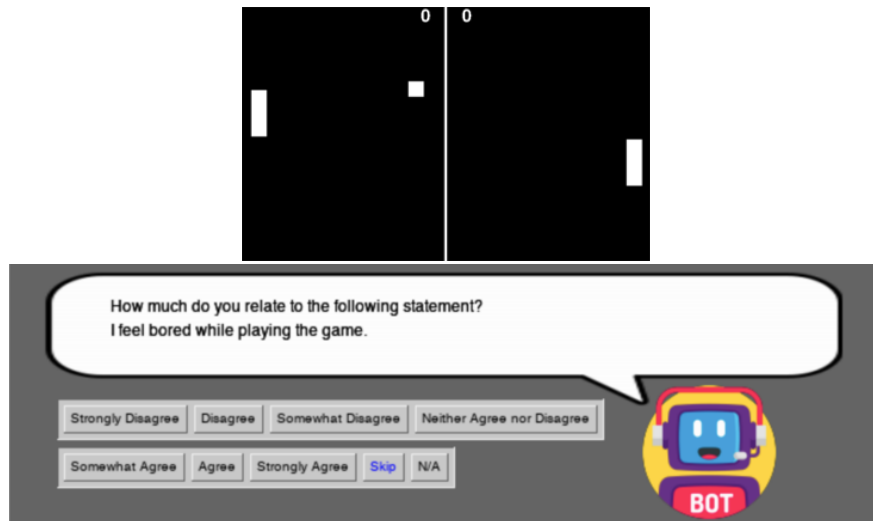 0 0
How much do you relate to the following statement?
I feel bored while playing the game.
Strongly Disagree Disagree Somewhat Disagree Neither Agree nor Disagree
Somewhat Agree Agree Strongly Agree Skip N/A
BOT